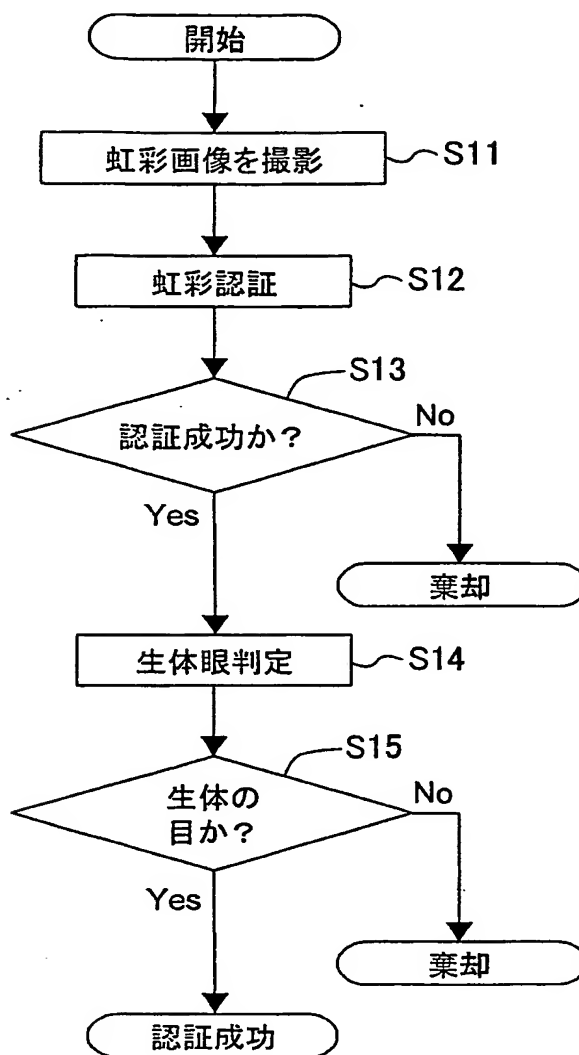 開始
虹彩画像を撮影
S11
虹彩認証
S12
S13
認証成功か？
No
Yes
棄却
生体眼判定
S14
S15
生体の
目か？
No
Yes
棄却
認証成功